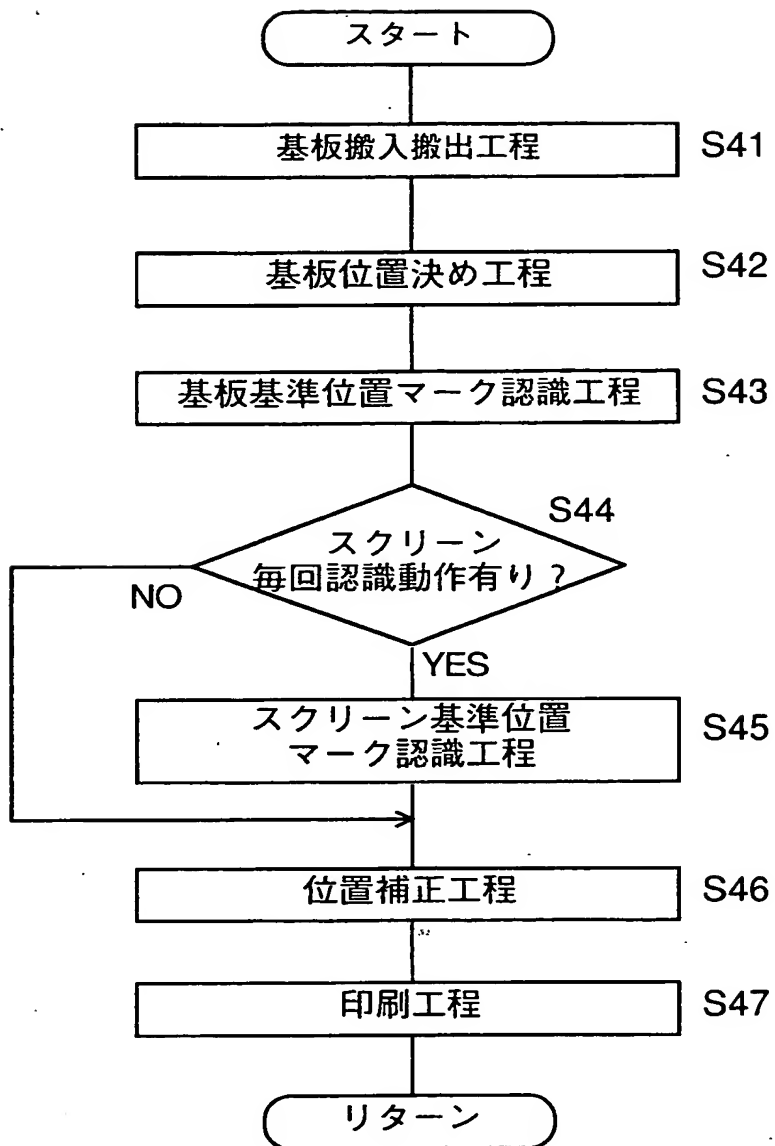 スタート
基板搬入搬出工程
S41
基板位置決め工程
S42
基板基準位置マーク認識工程
S43
S44
スクリーン
毎回認識動作有り?
NO
YES
スクリーン基準位置
マーク認識工程
S45
位置補正工程
S46
印刷工程
S47
リターン